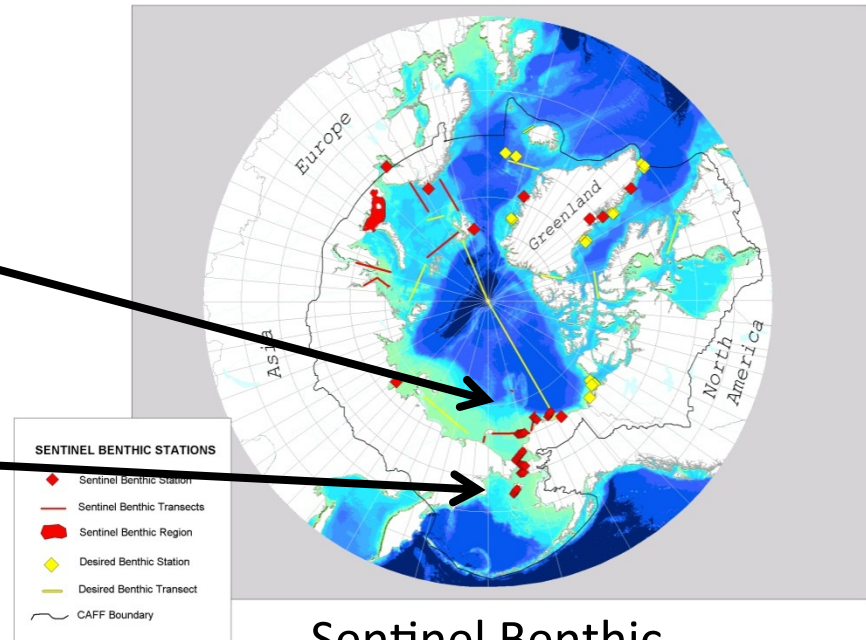 Europe
Greenland
Asia
North
America
SENTINEL BENTHIC STATIONS
Sentinel Benthic Station
Sentinel Benthic Transects
Sentinel Benthic Region
Desired Benthic Station
Desired Benthic Transect
CAFF Boundary
Sentinel Benthic